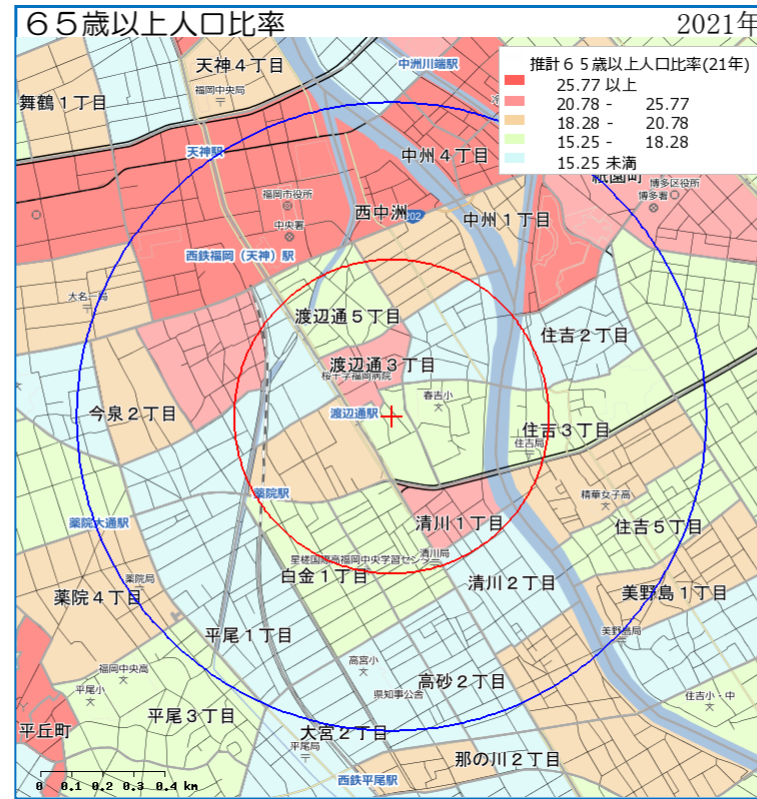 65歳以上人口比率
2021年
推計65歳以上人口比率(21年)
25.77 以上
20.78 - 25.77
18.28 - 20.78
15.25 - 18.28
15.25 未満
天神4丁目
中洲川端駅
福岡中央局
舞鶴1丁目
天神駅
中州4丁目
祇園町
博多区役所
博多署
福岡市役所
西中洲
202
中州1丁目
中央署
西鉄福岡(天神)駅
大名一局
渡辺通5丁目
住吉2丁目
渡辺通3丁目
桜十字福岡病院
春吉小
今泉2丁目
渡辺通駅
住吉3丁目
住吉局
薬院駅
精華女子高
薬院大通駅
清川1丁目
住吉5丁目
星槎国際高福岡中央学習センター
清川局
白金1丁目
清川2丁目
薬院局
美野島1丁目
薬院4丁目
美野島局
平尾1丁目
高宮小
福岡中央高
高砂2丁目
平尾小
県知事公舎
住吉小・中
平尾3丁目
平丘町
大宮2丁目
平尾局
那の川2丁目
西鉄平尾駅
0 0.1 0.2 0.3 0.4 km